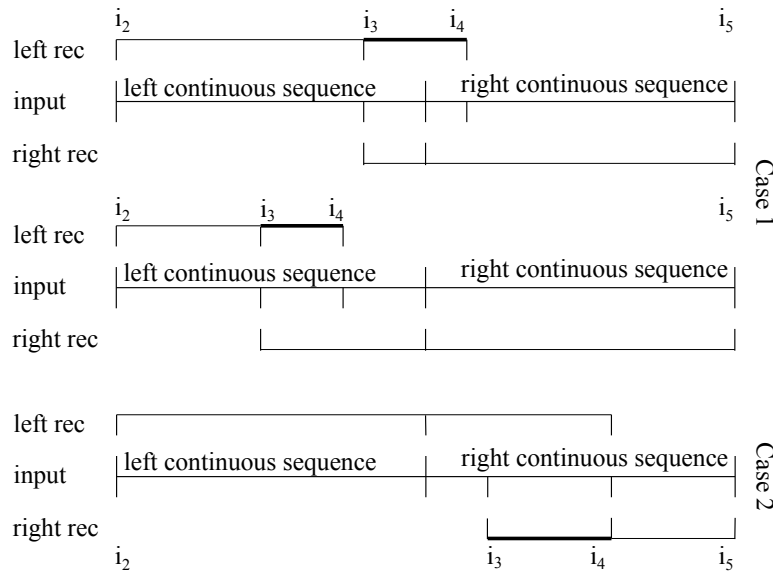 i₂ i₃ i₄ i₅
left rec
left continuous sequence right continuous sequence
input
right rec
Case 1
i₂ i₃ i₄ i₅
left rec
left continuous sequence right continuous sequence
input
right rec
left rec
left continuous sequence right continuous sequence
input
Case 2
right rec
i₂ i₃ i₄ i₅